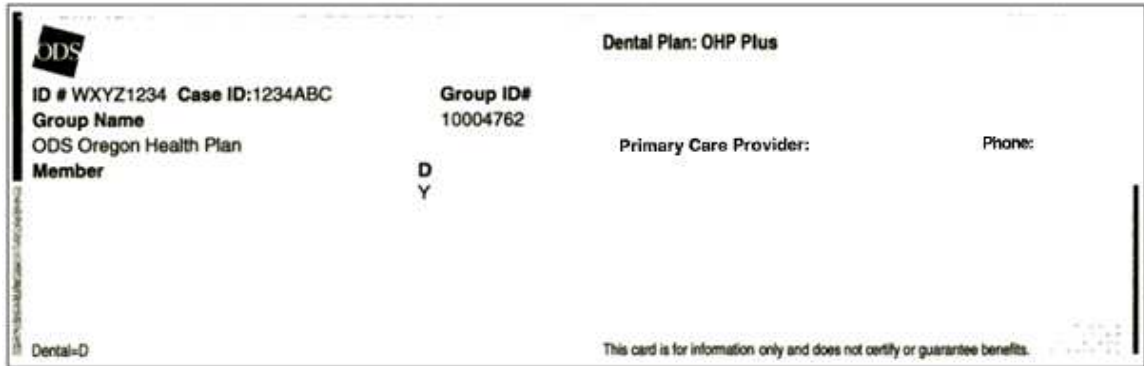 ODS
Dental Plan: OHP Plus
ID # WXYZ1234 Case ID:1234ABC Group ID#
Group Name 10004762
ODS Oregon Health Plan
Primary Care Provider: Phone:
Member D
Y
Dental=D
This card is for information only and does not certify or guarantee benefits.